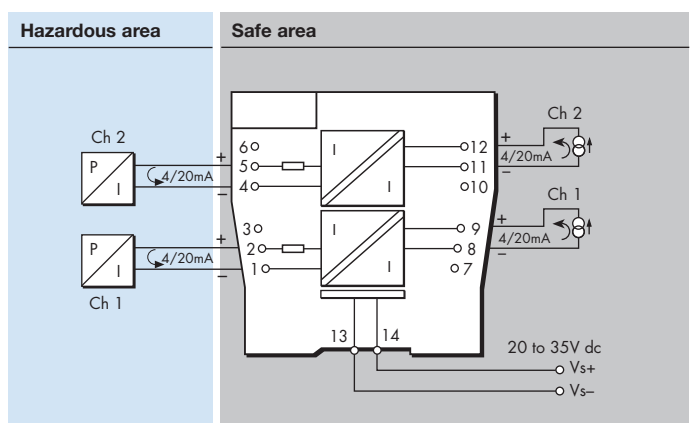 Hazardous area
Safe area
Ch 2
P
I
+
4/20mA
–
6
5
4
I
I
12
11
10
+
4/20mA
–
Ch 2
3
2
1
I
I
9
8
7
+
4/20mA
–
Ch 1
P
I
+
4/20mA
–
Ch 1
13
14
20 to 35V dc
Vs+
Vs–